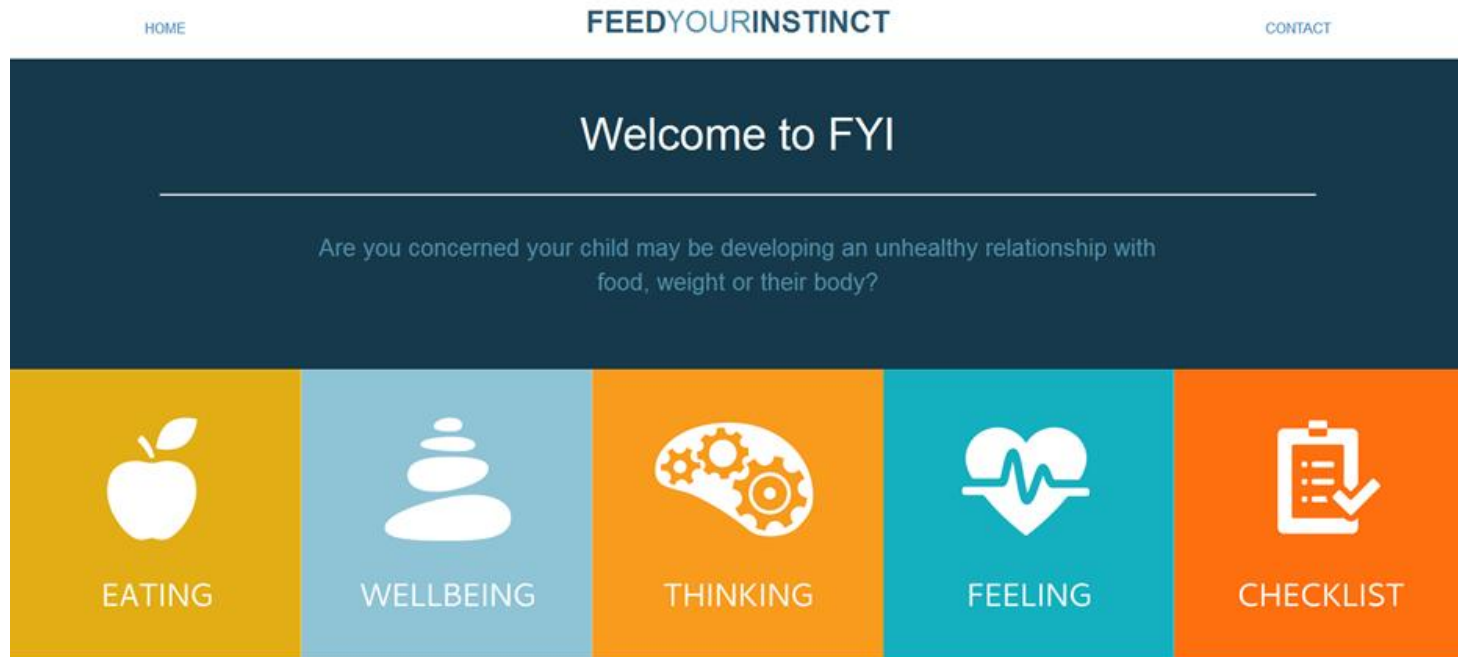 HOME
FEEDYOURINSTINCT
CONTACT
Welcome to FYI
Are you concerned your child may be developing an unhealthy relationship with
food, weight or their body?
EATING
WELLBEING
THINKING
FEELING
CHECKLIST